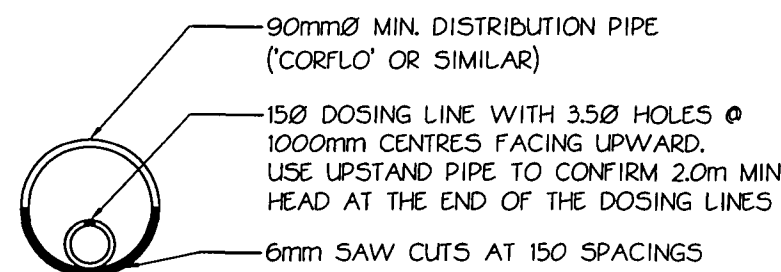 90mmØ MIN. DISTRIBUTION PIPE
('CORFLO' OR SIMILAR)
15Ø DOSING LINE WITH 3.5Ø HOLES @
1000mm CENTRES FACING UPWARD.
USE UPSTAND PIPE TO CONFIRM 2.0m MIN
HEAD AT THE END OF THE DOSING LINES
6mm SAW CUTS AT 150 SPACINGS